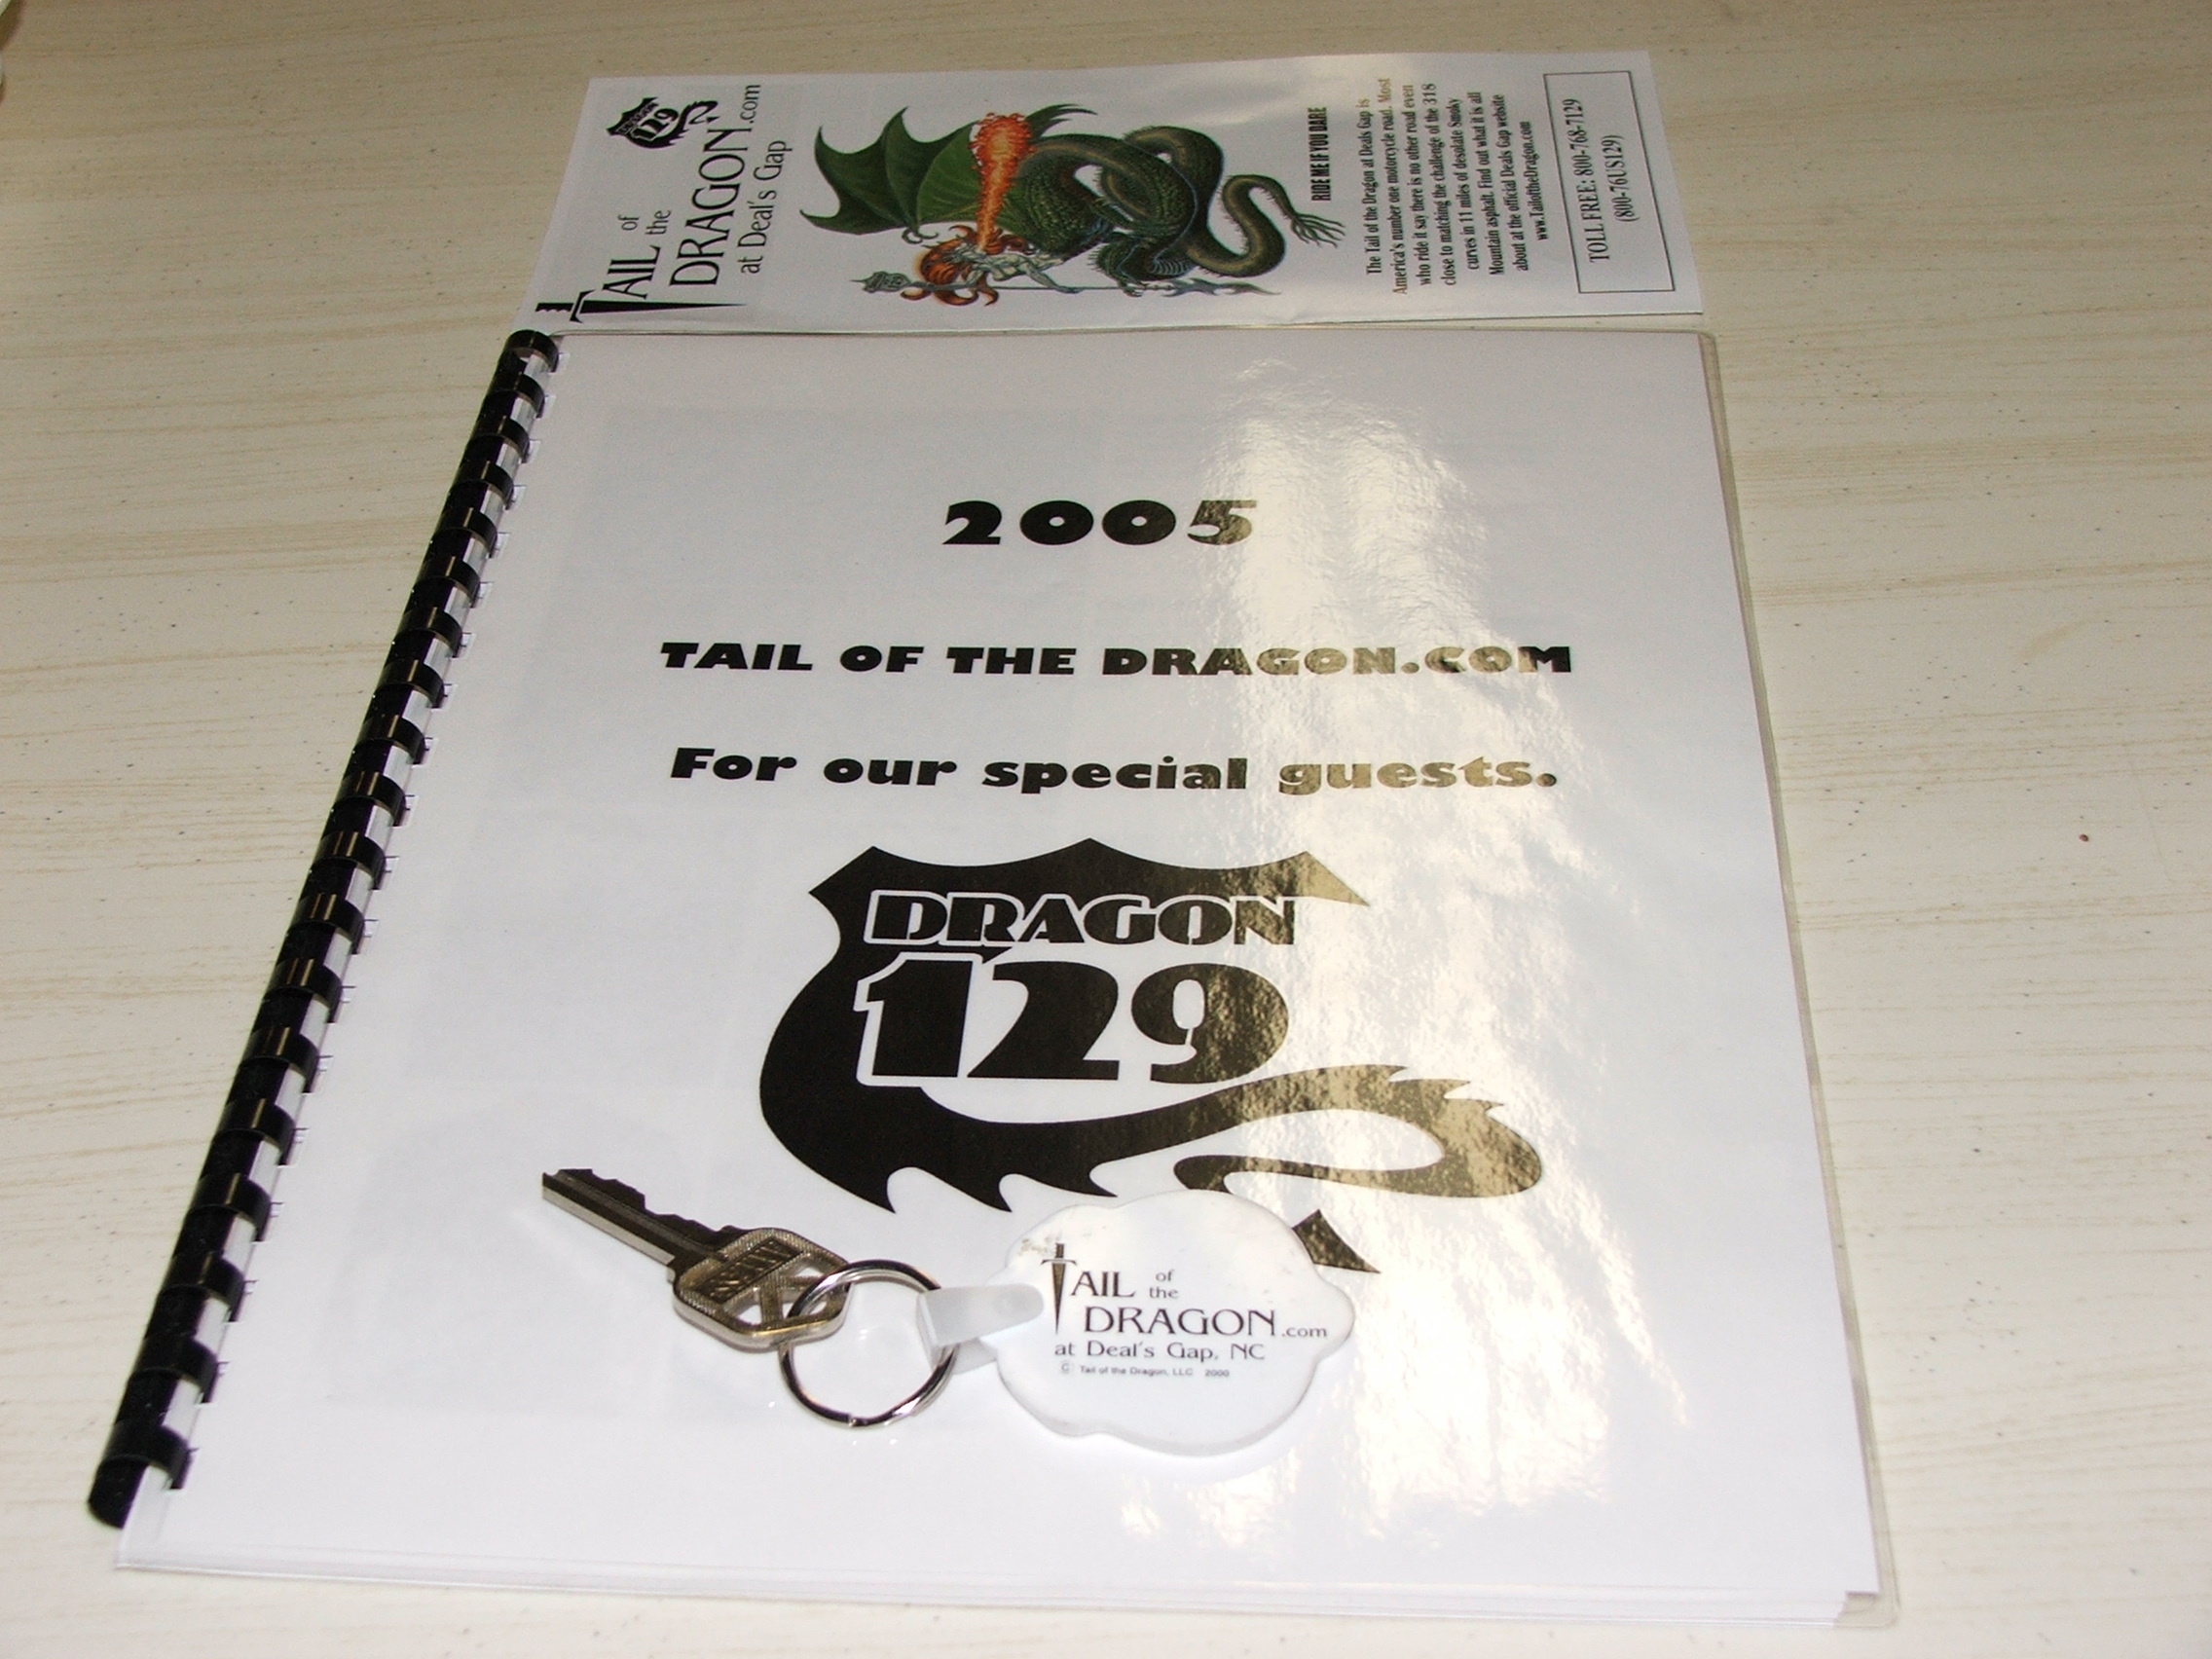 TAIL of the
DRAGON.com
at Deal's Gap
DRAGON
129
RIDE ME IF YOU DARE
The Tail of the Dragon at Deals Gap is
America's number one motorcycle road. Most
who ride it say there is no other road even
close to matching the challenge of the 318
curves in 11 miles of desolate Smoky
Mountain asphalt. Find out what it is all
about at the official Deals Gap website
www.TailoftheDragon.com
TOLL FREE: 800-768-7129
(800-76US129)
2005
TAIL OF THE DRAGON.COM
For our special guests.
DRAGON
129
TAIL of the
DRAGON.com
at Deal's Gap, NC
© Tail of the Dragon, LLC 2000